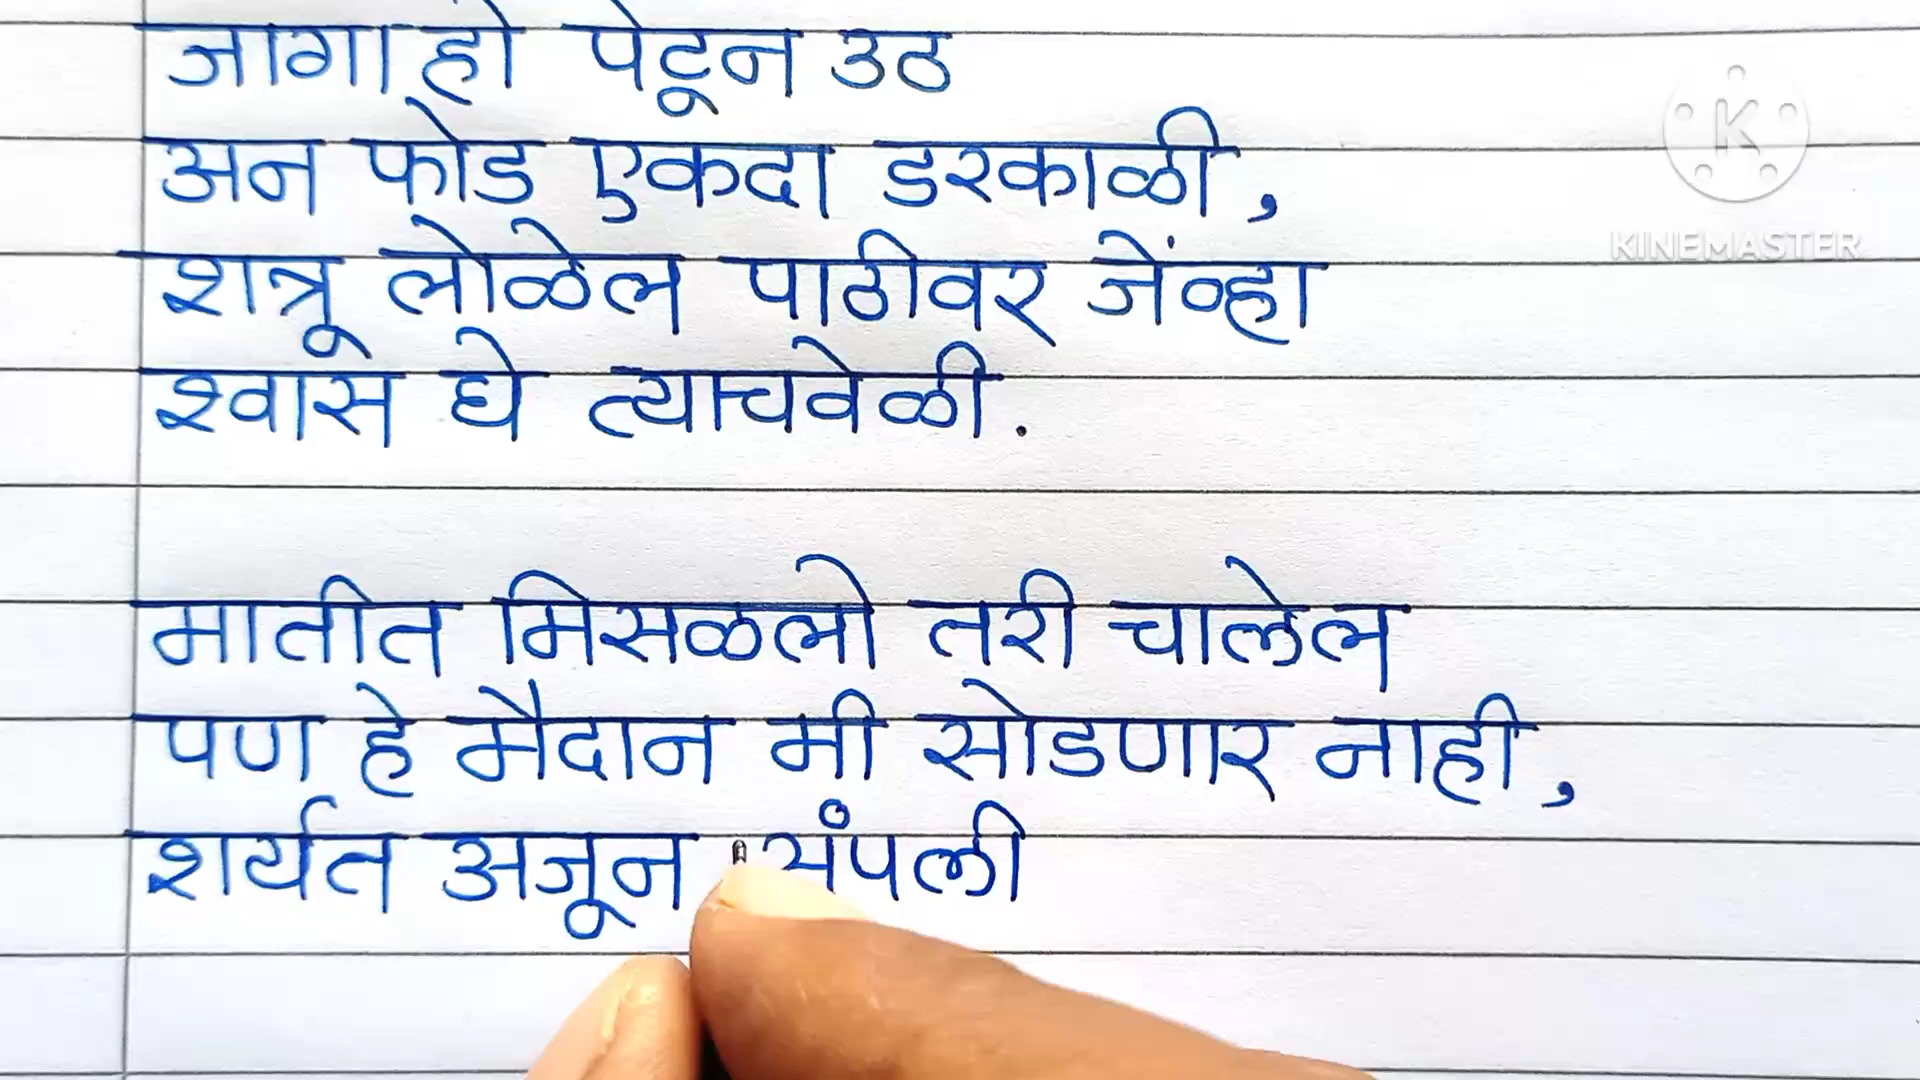 जागा हो पेटून उठ
अन फोड एकदा डरकाळी,
शत्रू लोळेल पाठीवर जेंव्हा
श्वास घे त्याचवेळी.
मातीत मिसळलो तरी चालेल
पण हे मैदान मी सोडणार नाही,
शर्यत अजून संपली
K
KINEMASTER